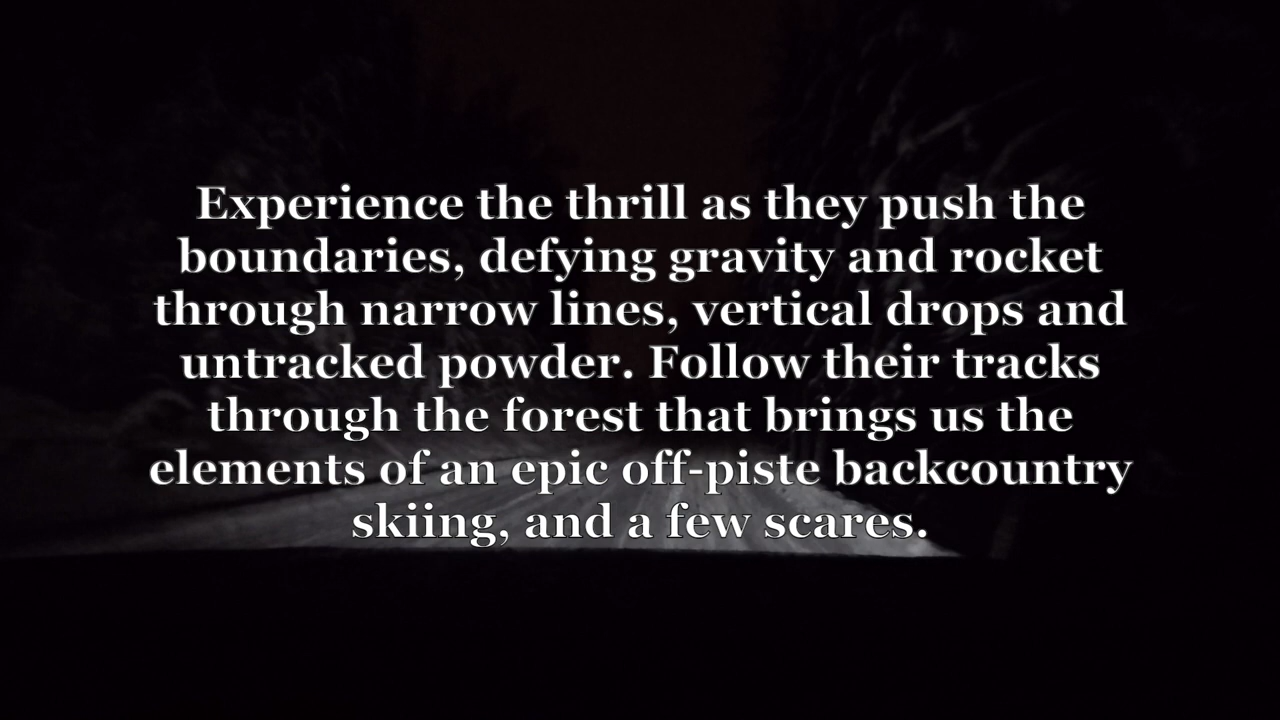 Experience the thrill as they push the
boundaries, defying gravity and rocket
through narrow lines, vertical drops and
untracked powder. Follow their tracks
through the forest that brings us the
elements of an epic off-piste backcountry
skiing, and a few scares.